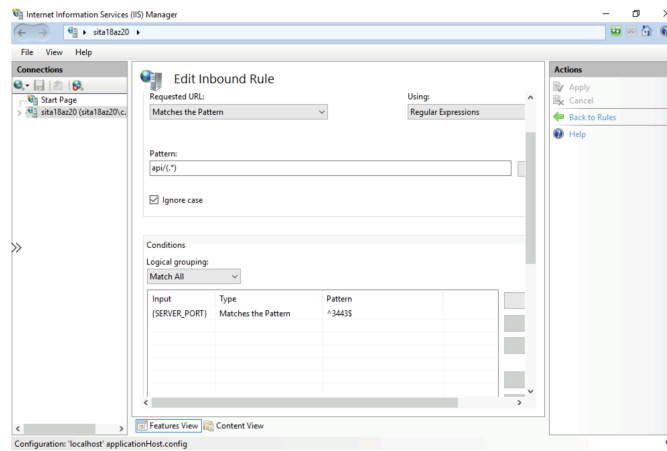 Internet Information Services (IIS) Manager
sita18az20
File View Help
Connections
Start Page
sita18az20 (sita18az20\c.
Edit Inbound Rule
Requested URL:
Using:
Matches the Pattern
Regular Expressions
Pattern:
api/(.*)
Ignore case
Conditions
Logical grouping:
Match All
Input Type Pattern
{SERVER_PORT} Matches the Pattern ^3443$
Features View Content View
Actions
Apply
Cancel
Back to Rules
Help
Configuration: 'localhost' applicationHost.config